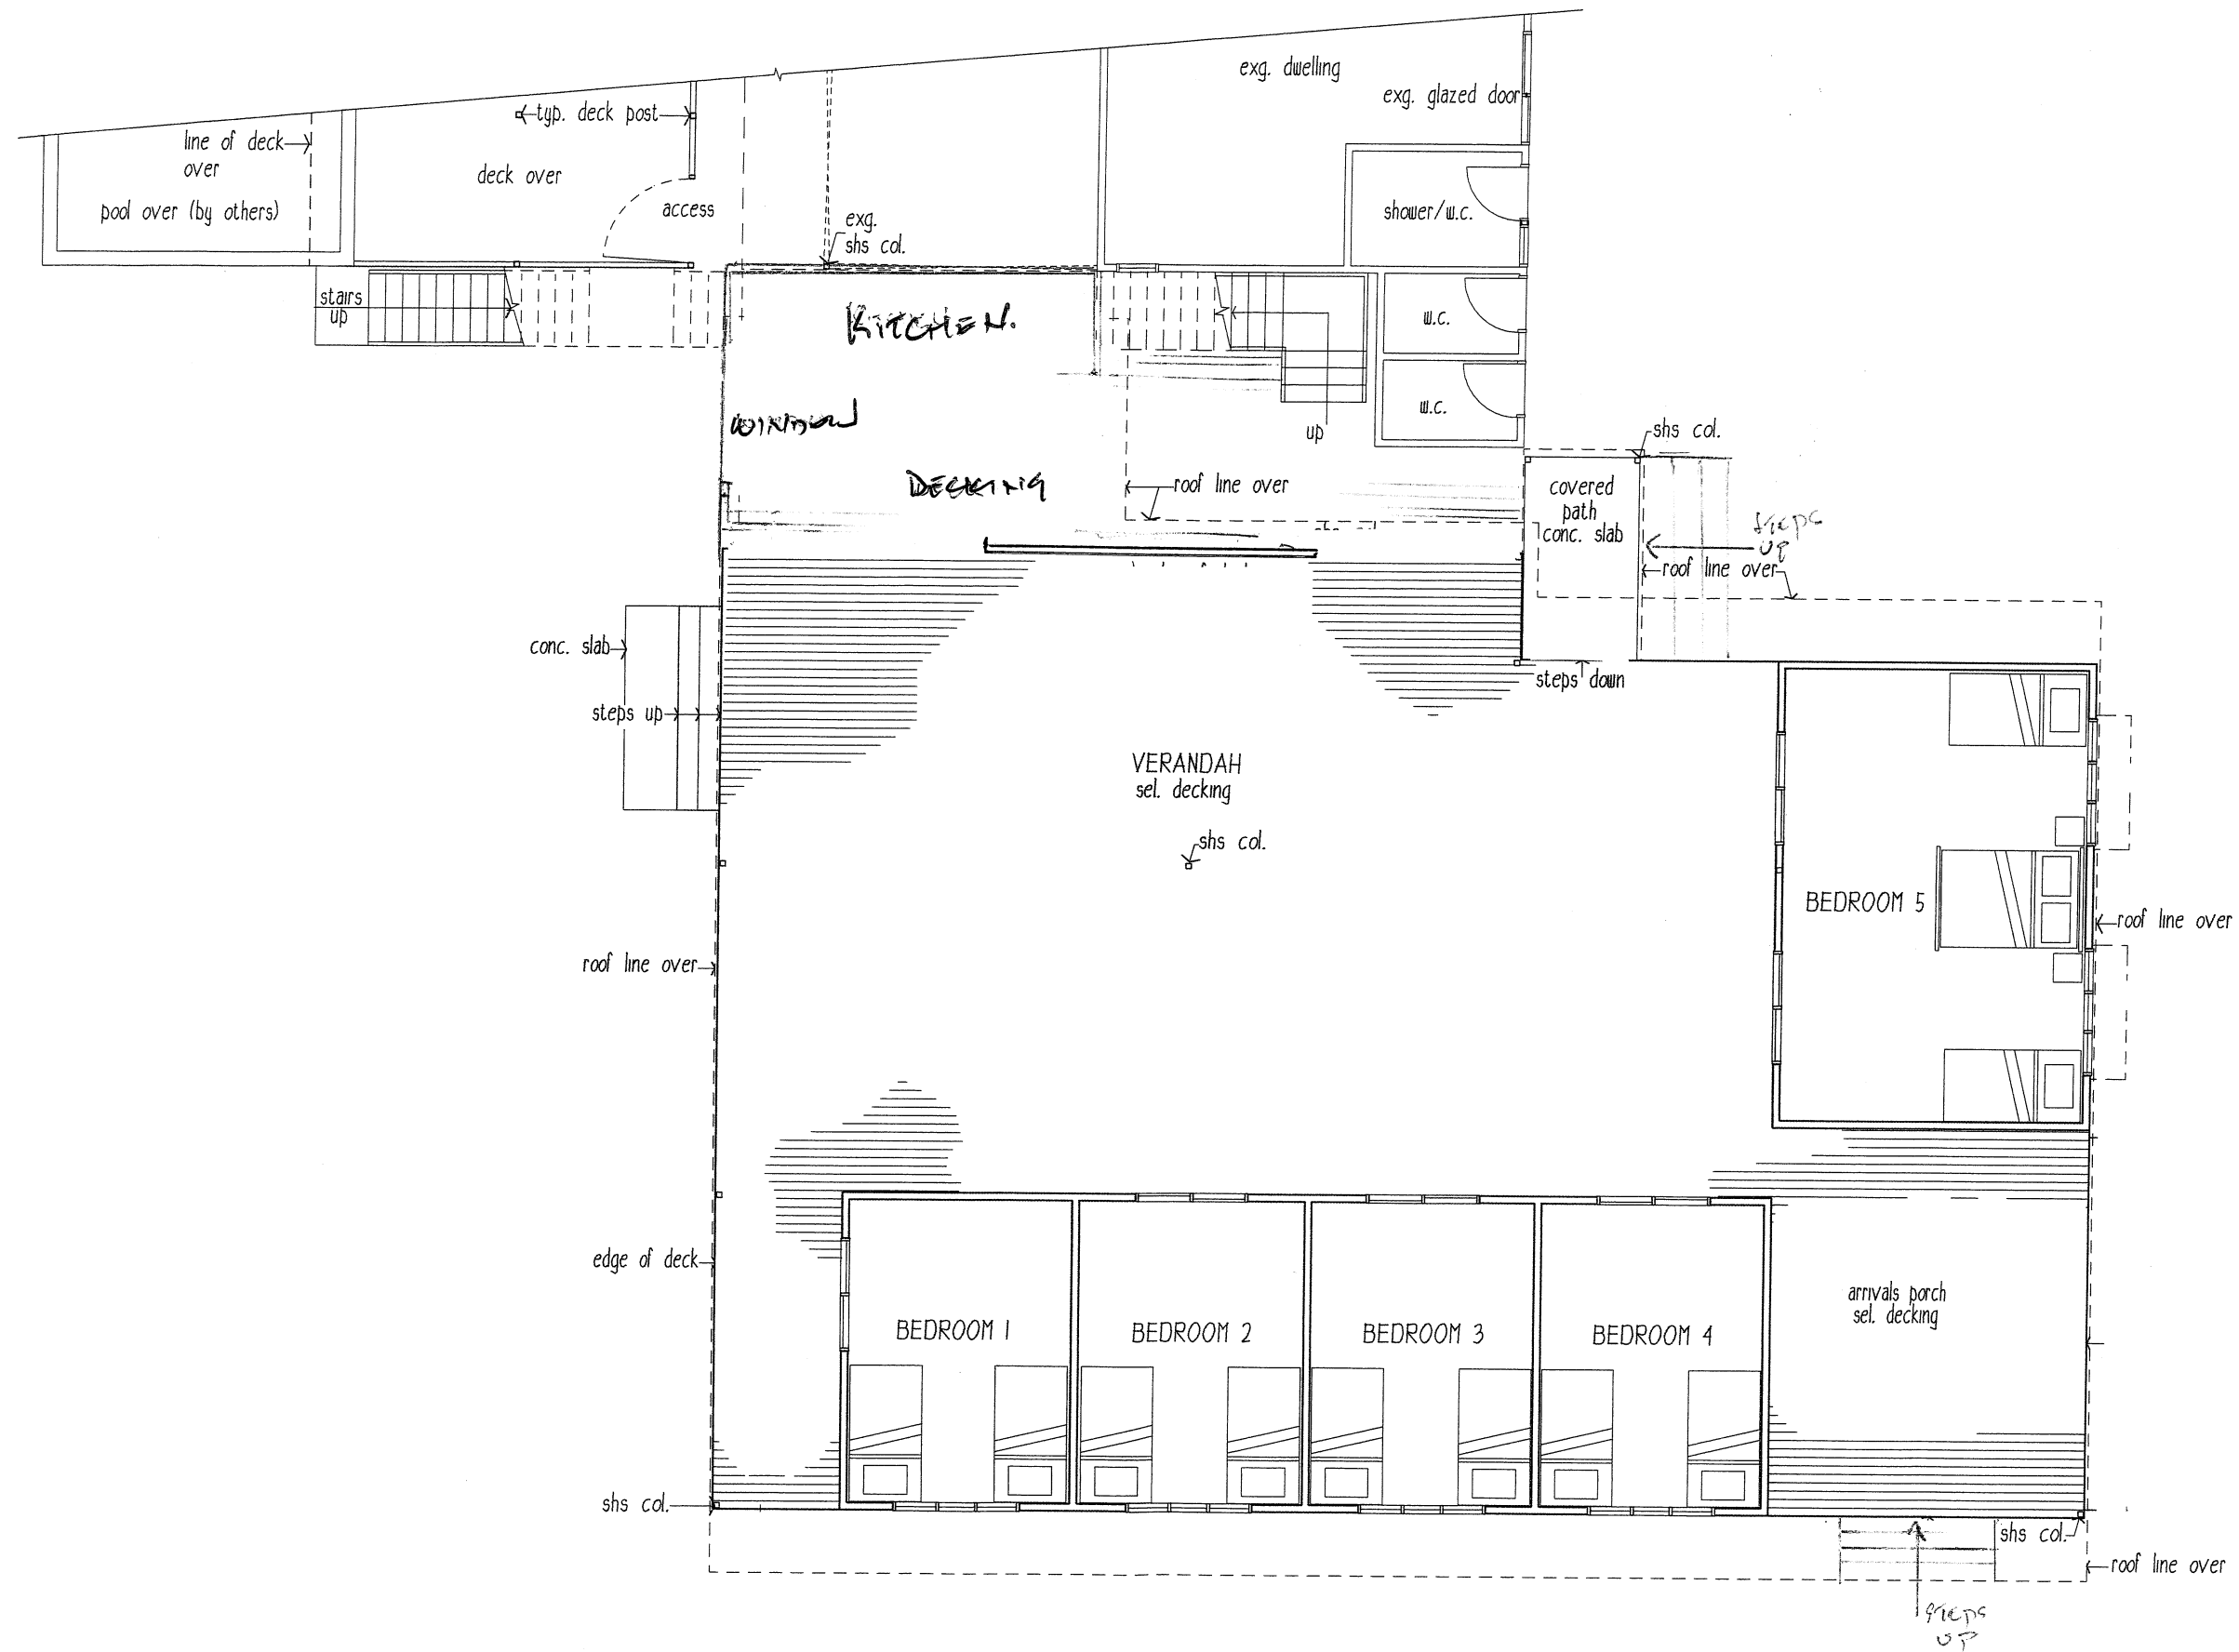 exg. dwelling
exg. glazed door
typ. deck post
line of deck
over
deck over
pool over (by others)
access
shower/w.c.
exg.
shs col.
stairs
up
KITCHEN.
w.c.
WINDOW
w.c.
up
shs col.
DECKING
roof line over
covered
path
conc. slab
STEPS
UP
roof line over
conc. slab
steps down
steps up
VERANDAH
sel. decking
shs col.
BEDROOM 5
roof line over
roof line over
edge of deck
arrivals porch
sel. decking
BEDROOM 1
BEDROOM 2
BEDROOM 3
BEDROOM 4
shs col.
shs col.
roof line over
STEPS
UP